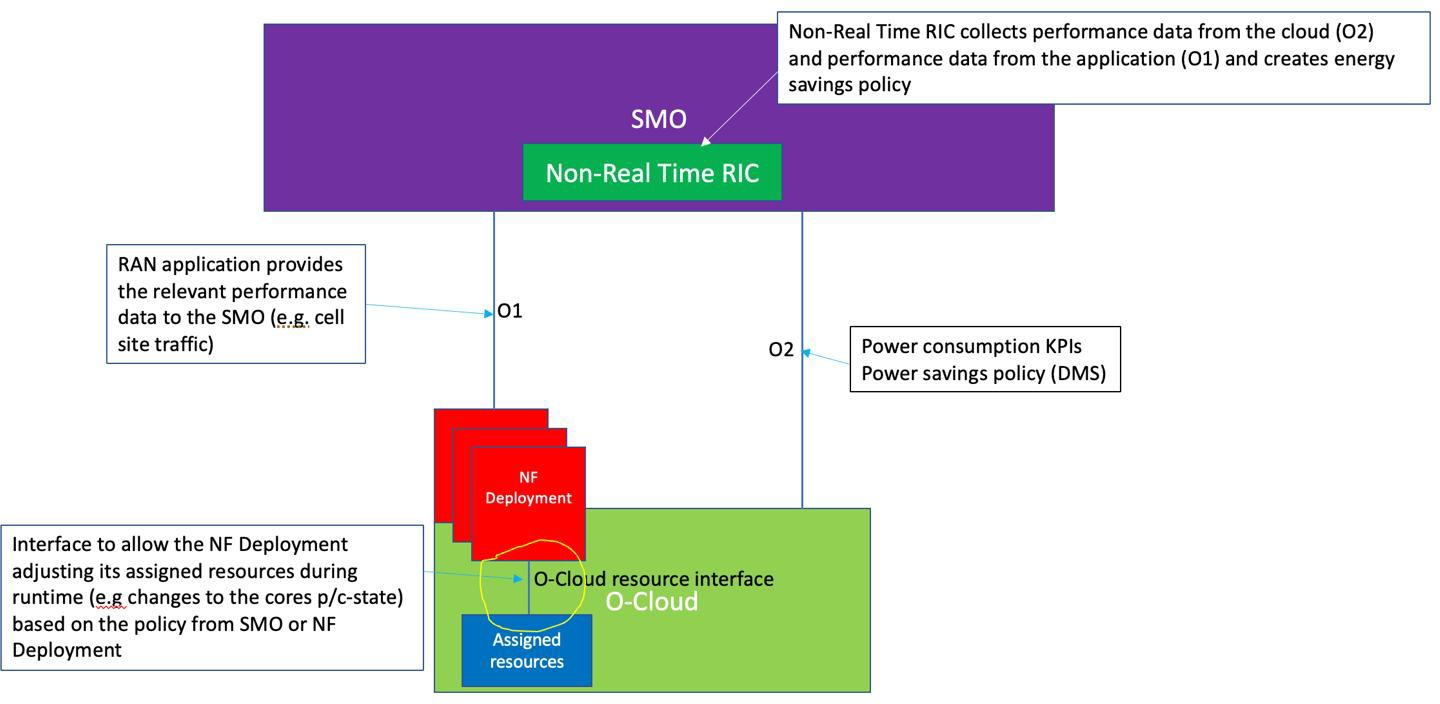 Non-Real Time RIC collects performance data from the cloud (O2)
and performance data from the application (O1) and creates energy
savings policy
SMO
Non-Real Time RIC
RAN application provides
the relevant performance
data to the SMO (e.g. cell
site traffic)
O1
O2
Power consumption KPIs
Power savings policy (DMS)
NF
Deployment
Interface to allow the NF Deployment
adjusting its assigned resources during
runtime (e.g changes to the cores p/c-state)
based on the policy from SMO or NF
Deployment
O-Cloud resource interface
O-Cloud
Assigned
resources